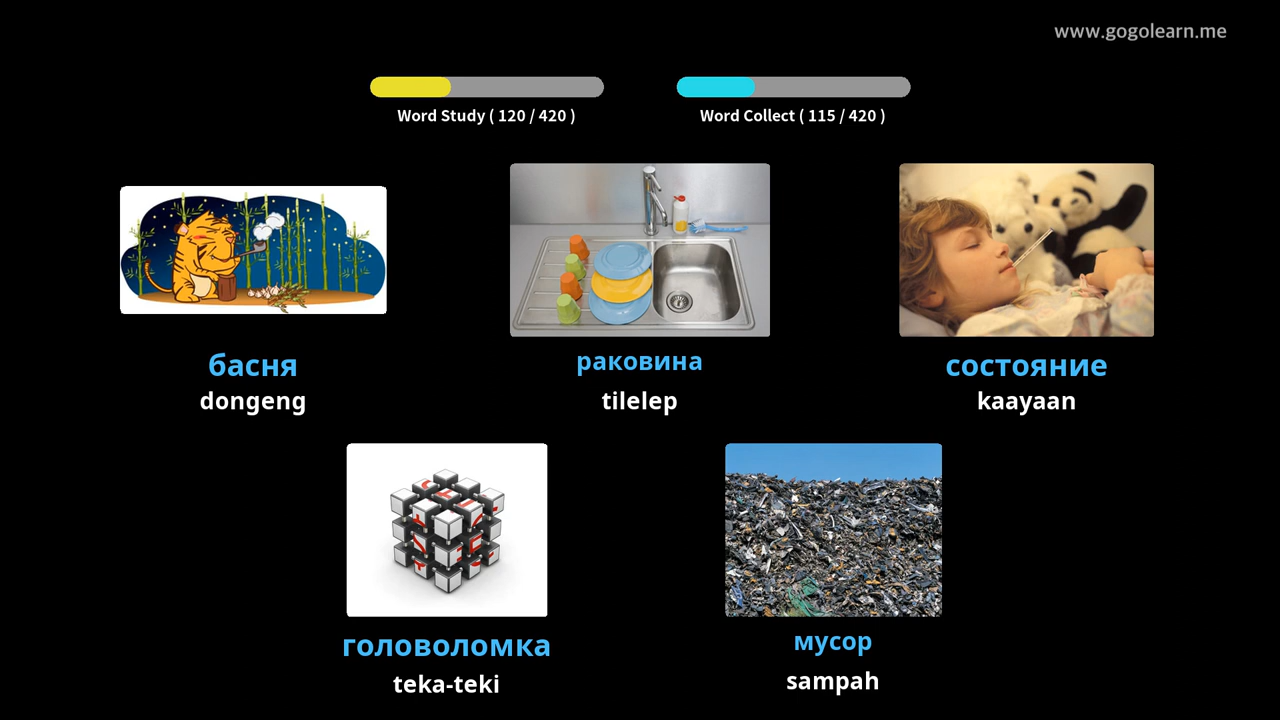 www.gogolearn.me
Word Study ( 120 / 420 )
Word Collect ( 115 / 420 )
басня
dongeng
раковина
tilelep
состояние
kaayaan
головоломка
teka-teki
мусор
sampah